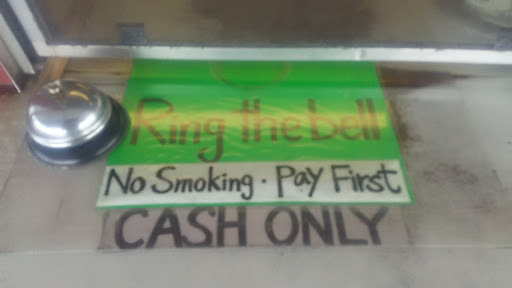 Ring the bell
No Smoking · Pay First
CASH ONLY